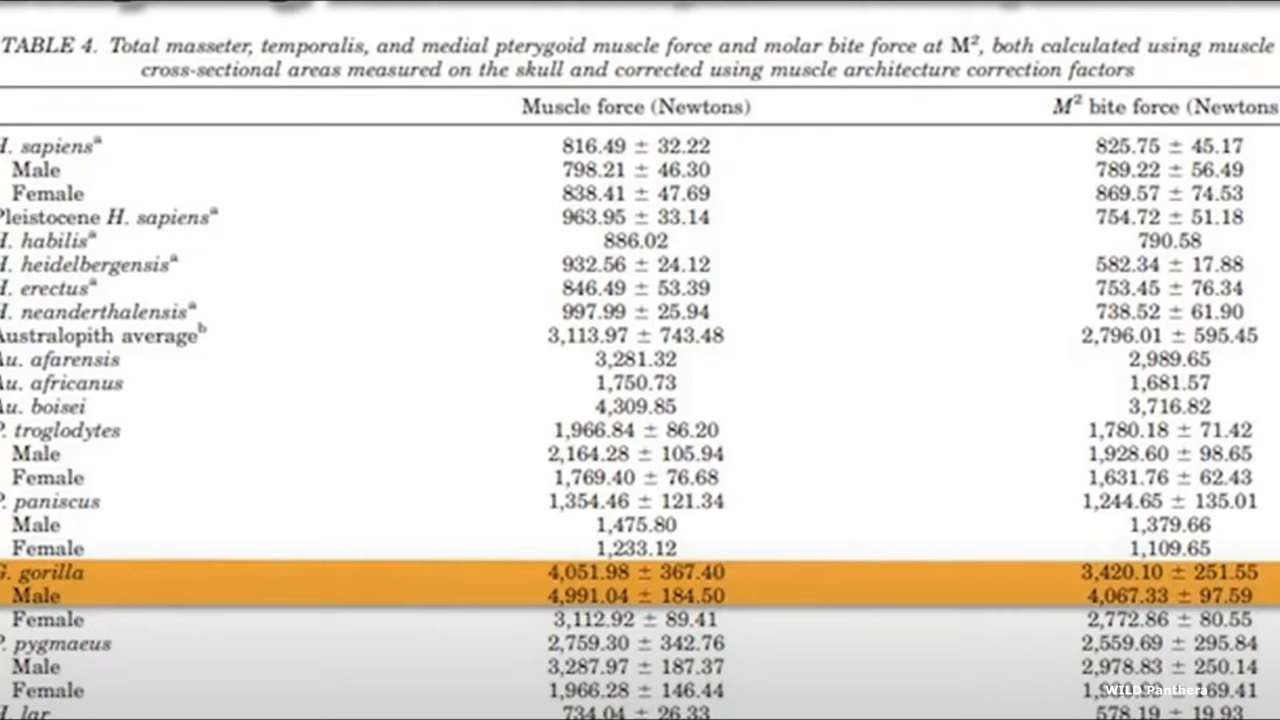 TABLE 4. Total masseter, temporalis, and medial pterygoid muscle force and molar bite force at M², both calculated using muscle
cross-sectional areas measured on the skull and corrected using muscle architecture correction factors
Muscle force (Newtons) M² bite force (Newtons
H. sapiensᵃ 816.49 ± 32.22 825.75 ± 45.17
Male 798.21 ± 46.30 789.22 ± 56.49
Female 838.41 ± 47.69 869.57 ± 74.53
Pleistocene H. sapiensᵃ 963.95 ± 33.14 754.72 ± 51.18
H. habilisᵃ 886.02 790.58
H. heidelbergensisᵃ 932.56 ± 24.12 582.34 ± 17.88
H. erectusᵃ 846.49 ± 53.39 753.45 ± 76.34
H. neanderthalensisᵃ 997.99 ± 25.94 738.52 ± 61.90
Australopith averageᵇ 3,113.97 ± 743.48 2,796.01 ± 595.45
Au. afarensis 3,281.32 2,989.65
Au. africanus 1,750.73 1,681.57
Au. boisei 4,309.85 3,716.82
P. troglodytes 1,966.84 ± 86.20 1,780.18 ± 71.42
Male 2,164.28 ± 105.94 1,928.60 ± 98.65
Female 1,769.40 ± 76.68 1,631.76 ± 62.43
P. paniscus 1,354.46 ± 121.34 1,244.65 ± 135.01
Male 1,475.80 1,379.66
Female 1,233.12 1,109.65
G. gorilla 4,051.98 ± 367.40 3,420.10 ± 251.55
Male 4,991.04 ± 184.50 4,067.33 ± 97.59
Female 3,112.92 ± 89.41 2,772.86 ± 80.55
P. pygmaeus 2,759.30 ± 342.76 2,559.69 ± 295.84
Male 3,287.97 ± 187.37 2,978.83 ± 250.14
Female 1,966.28 ± 146.44
WILD Panthera
H. lar 734.04 ± 26.33 578.19 ± 19.93